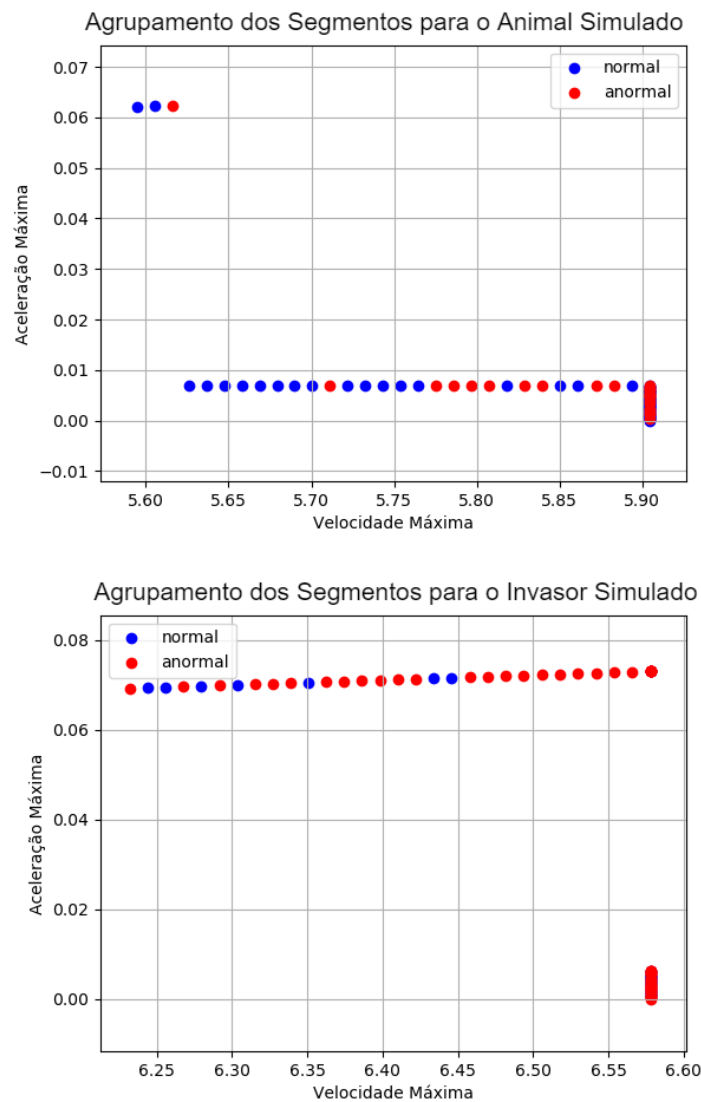 Agrupamento dos Segmentos para o Animal Simulado
normal
anormal
0.07
0.06
0.05
0.04
0.03
0.02
0.01
0.00
−0.01
Aceleração Máxima
5.60 5.65 5.70 5.75 5.80 5.85 5.90
Velocidade Máxima
Agrupamento dos Segmentos para o Invasor Simulado
normal
anormal
0.08
0.06
0.04
0.02
0.00
Aceleração Máxima
6.25 6.30 6.35 6.40 6.45 6.50 6.55 6.60
Velocidade Máxima